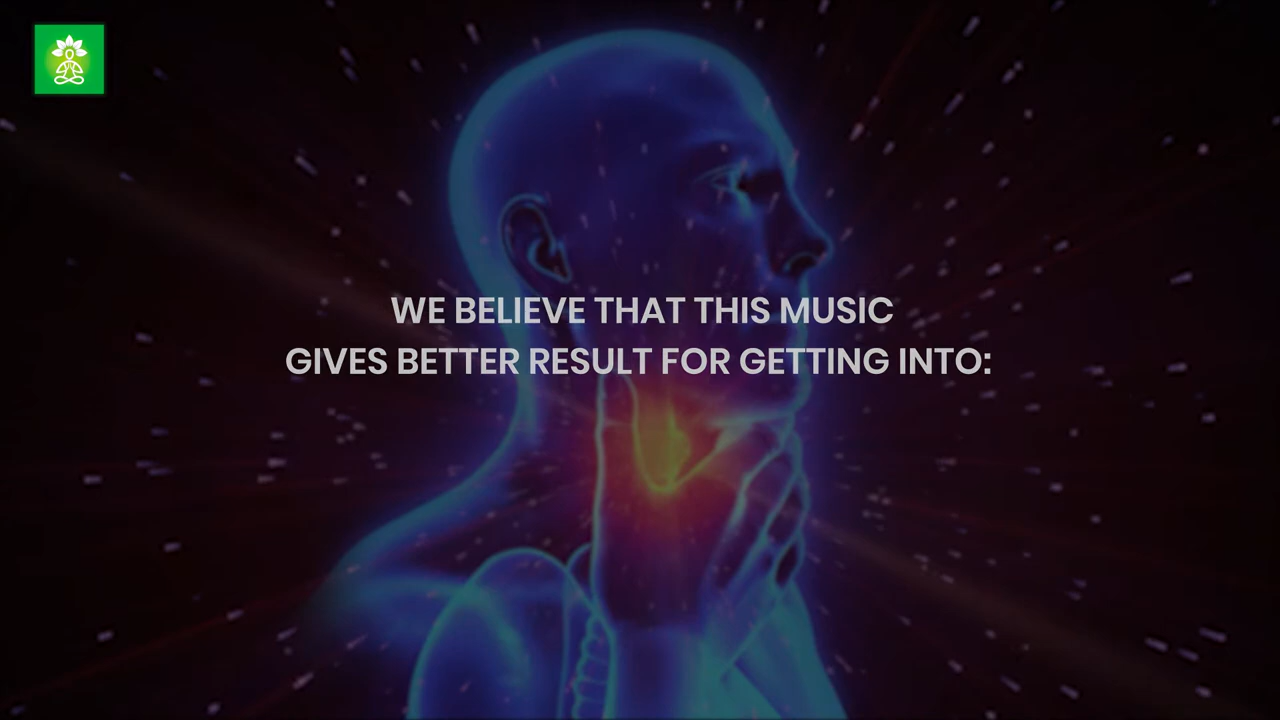 WE BELIEVE THAT THIS MUSIC
GIVES BETTER RESULT FOR GETTING INTO: